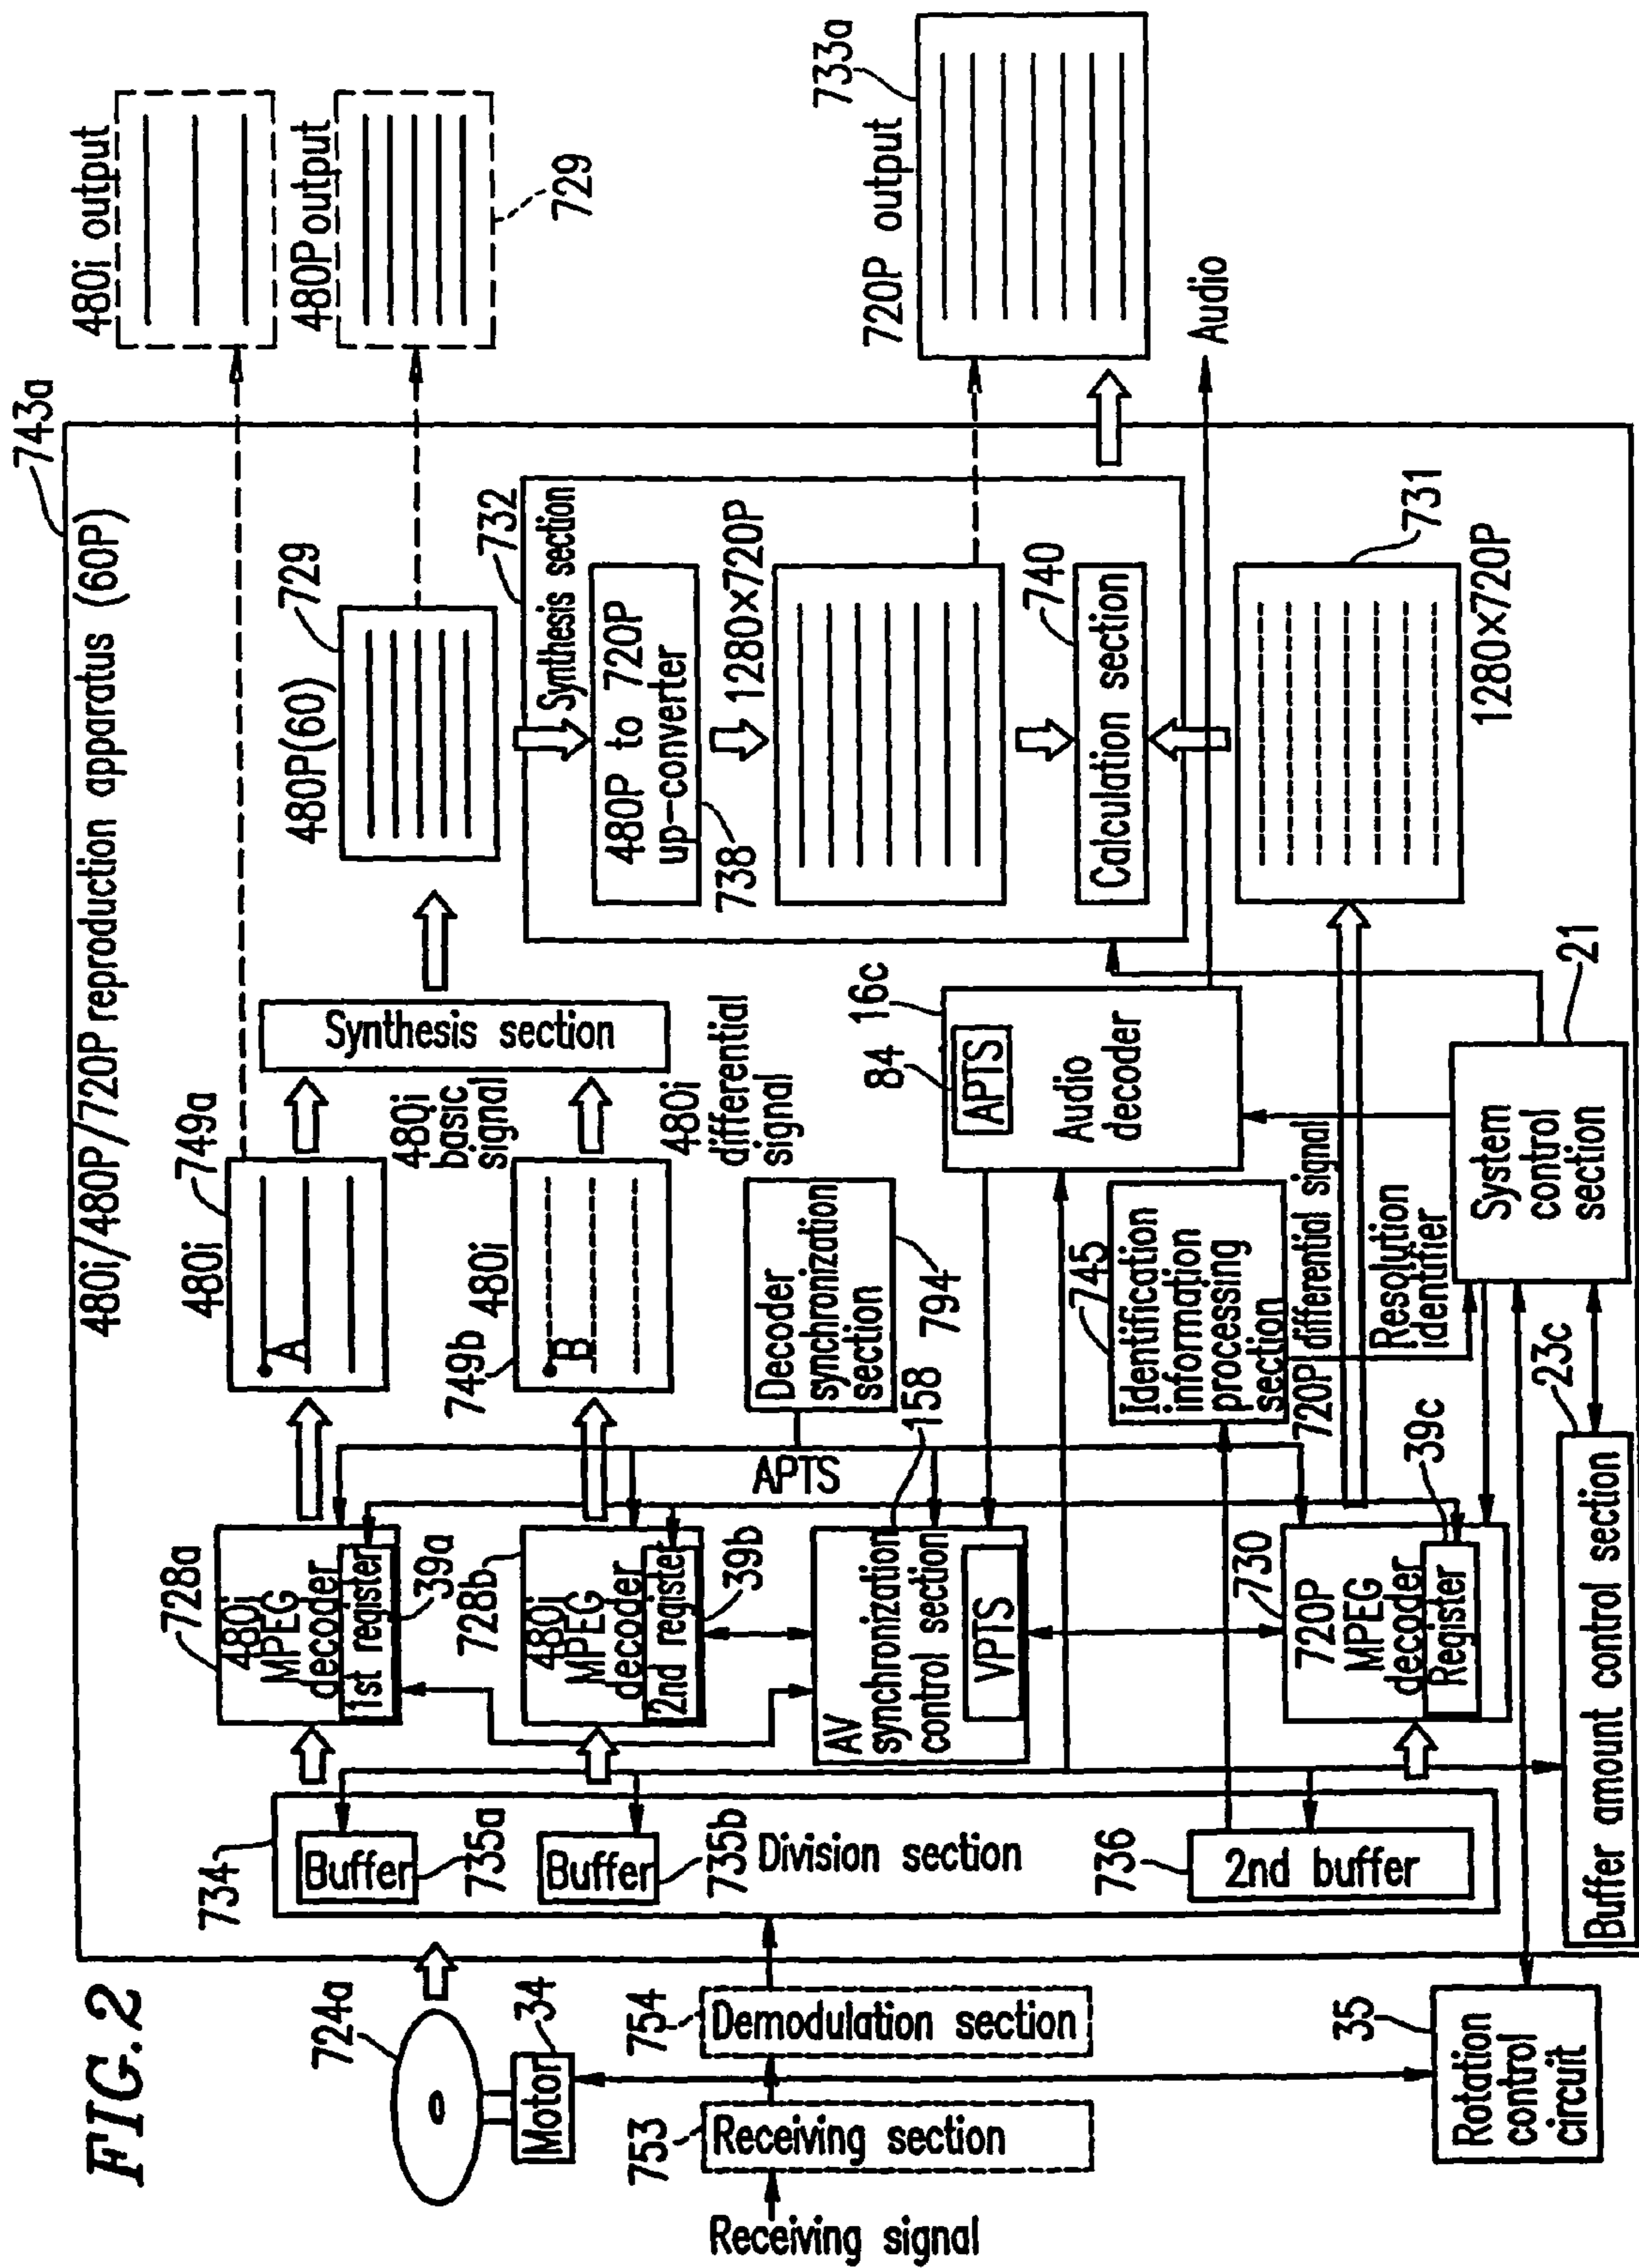 FIG.2
480i/480P/720P reproduction apparatus (60P)
743a
724a
34
Motor
753
Receiving section
Receiving signal
754
Demodulation section
35
Rotation
control
circuit
734
Buffer
735a
Buffer
735b
Division section
736
2nd buffer
728a
480i
MPEG
decoder
1st register
39a
728b
480i
MPEG
decoder
2nd register
39b
APTS
158
AV
synchronization
control section
VPTS
730
720P
MPEG
decoder
Register
39c
23c
Buffer amount control section
749a
480i
A
480i
basic
signal
749b
480i
B
480i
differential
signal
Decoder
synchronization
section
794
745
Identification
information
processing
section
720P differential signal
Resolution
identifier
System
control
section
21
84
16c
APTS
Audio
decoder
Synthesis section
480P(60)
729
732
Synthesis section
480P to 720P
up-converter
738
1280×720P
740
Calculation section
731
1280×720P
480i output
480P output
729
720P output
733a
Audio